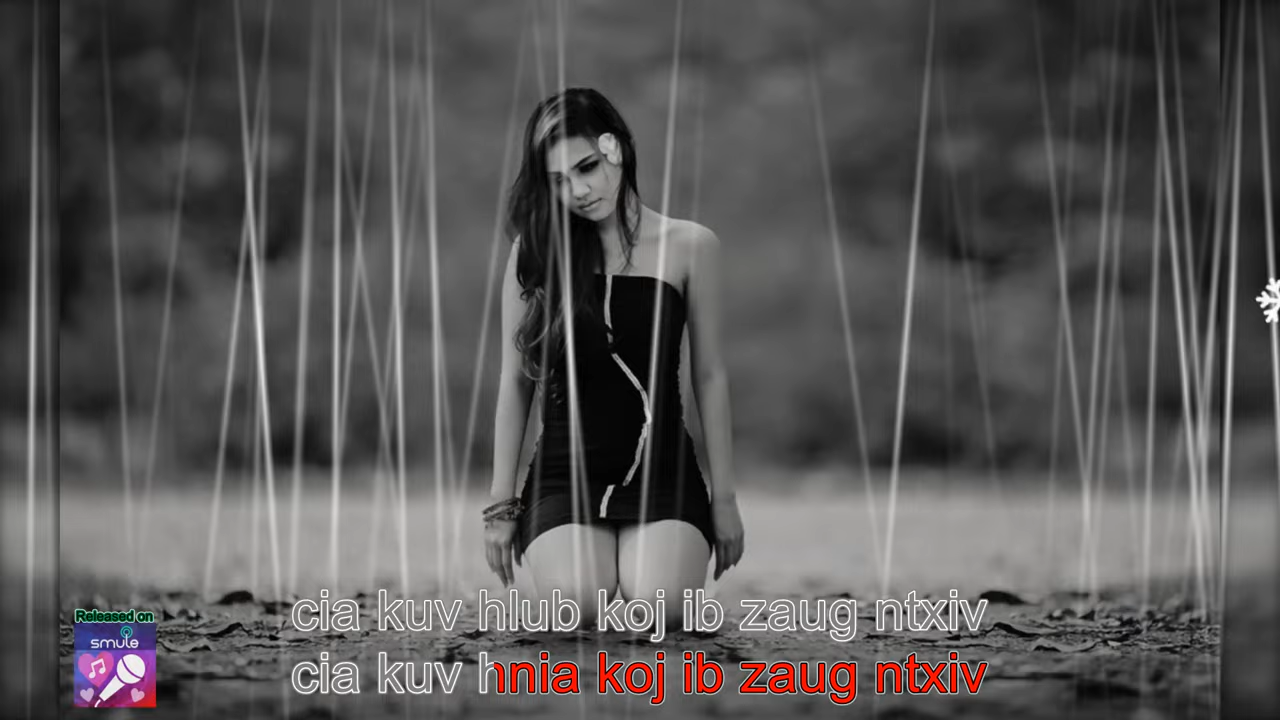 Released on
smule
cia kuv hlub koj ib zaug ntxiv
cia kuv hnia koj ib zaug ntxiv